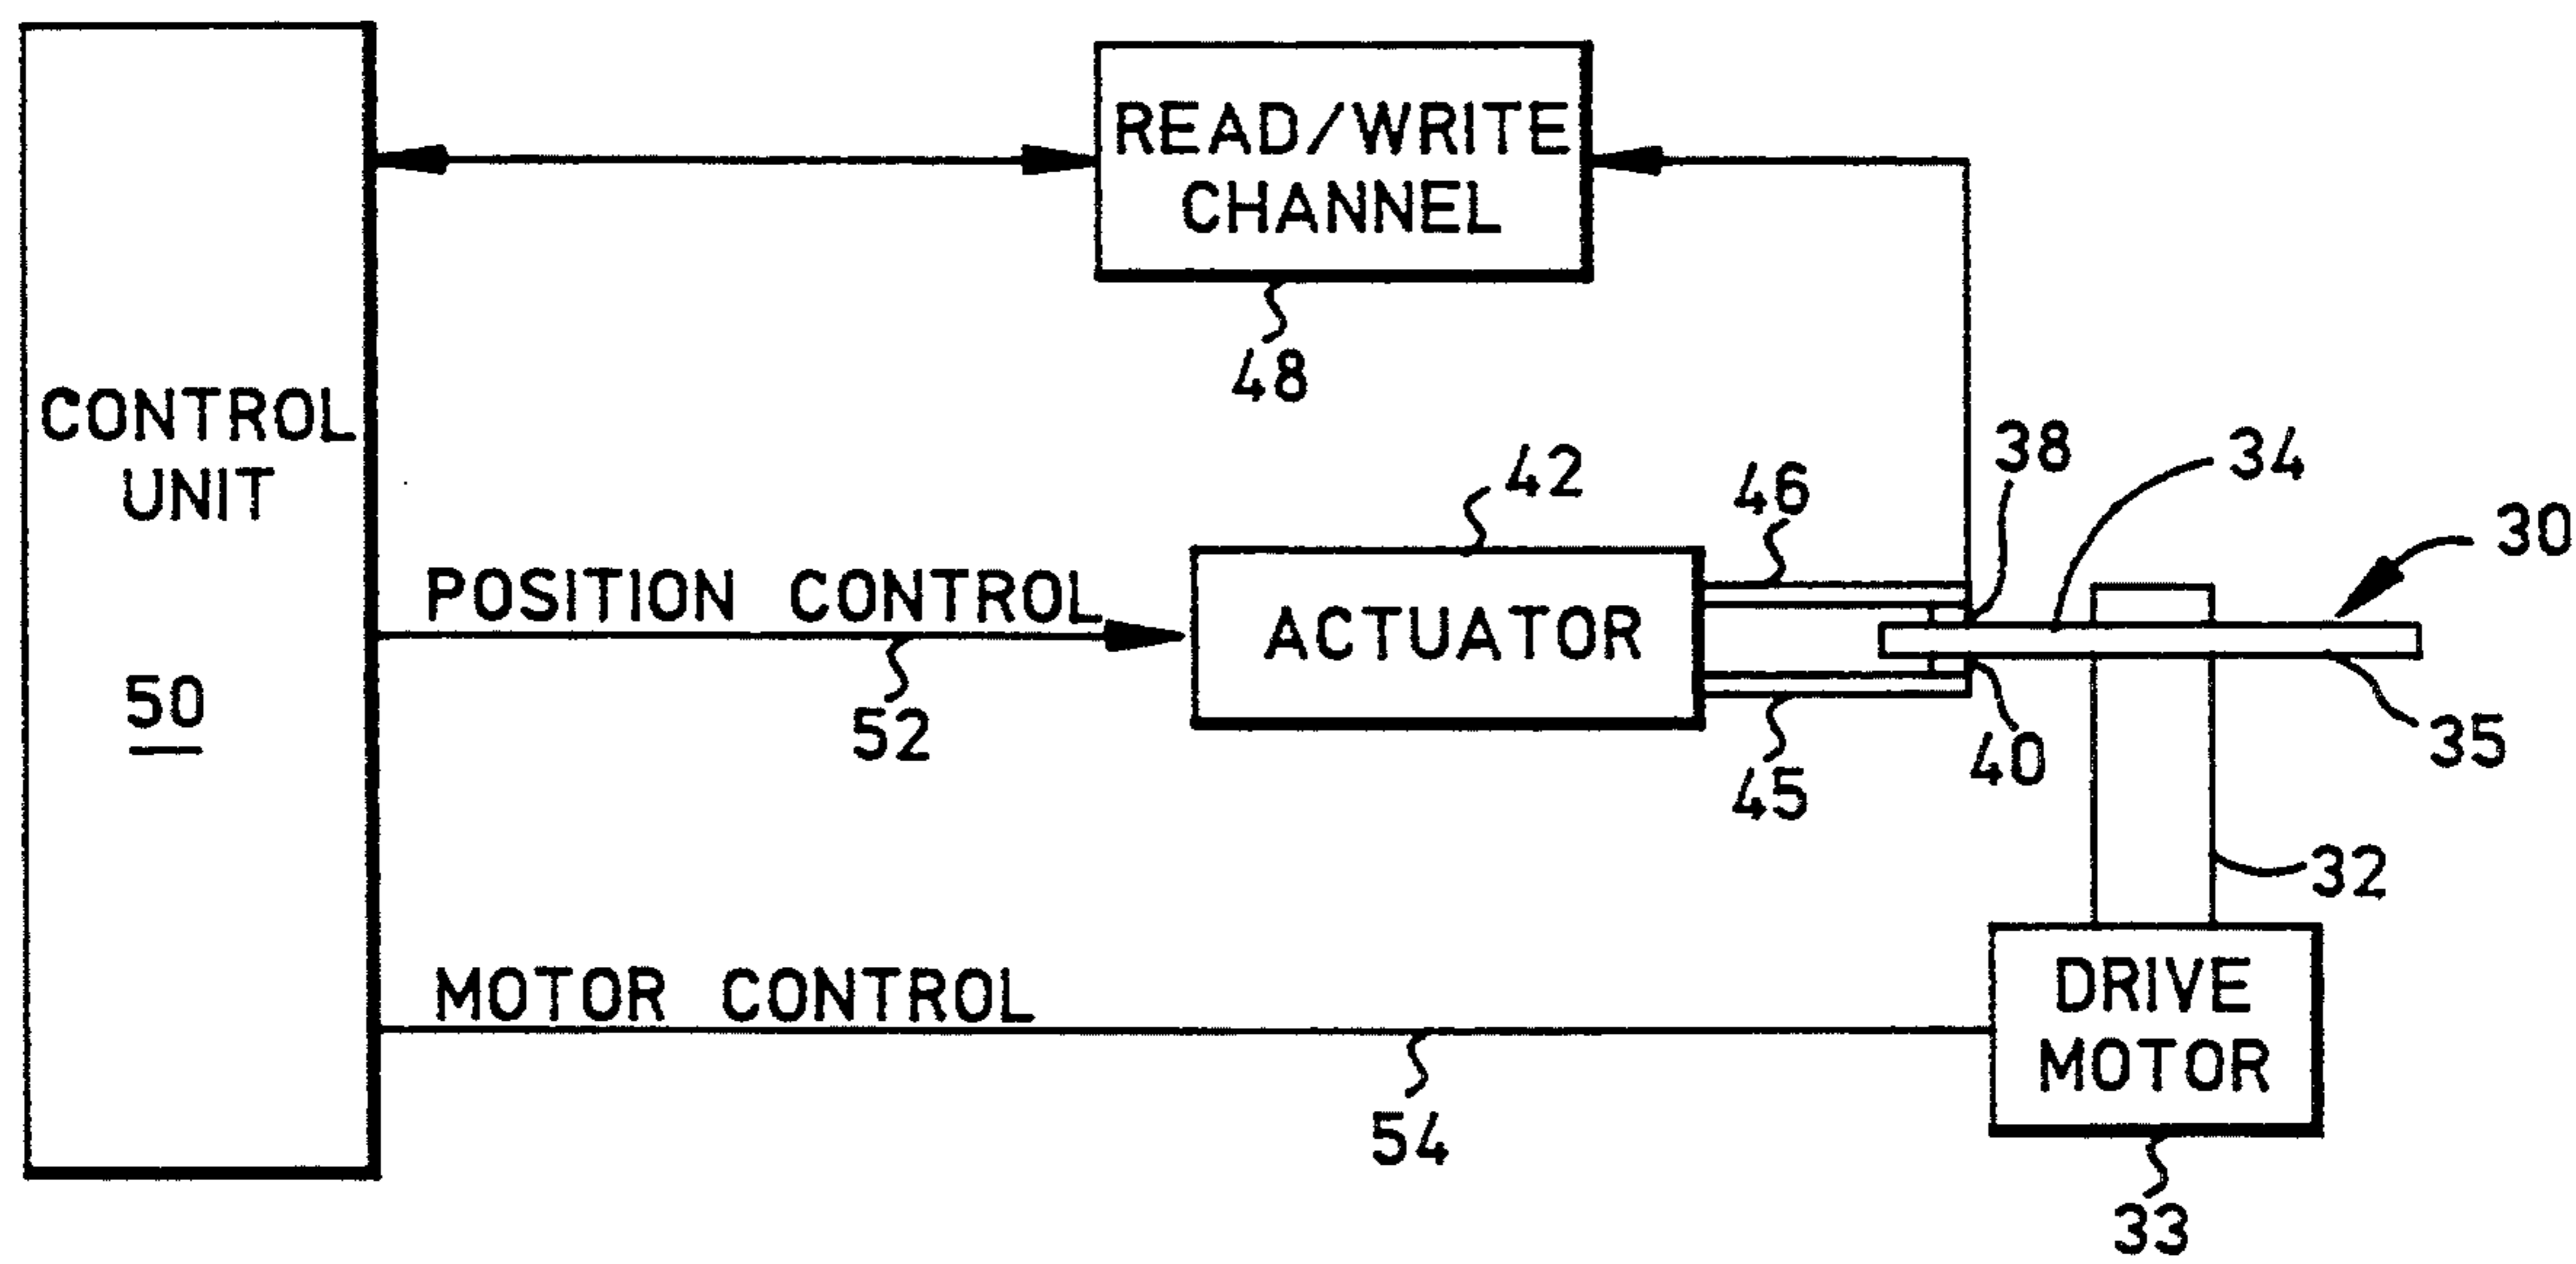 READ/WRITE
CHANNEL
48
CONTROL
UNIT
50
38
34
42
46
30
POSITION CONTROL
ACTUATOR
52
45
40
35
32
MOTOR CONTROL
DRIVE
MOTOR
54
33